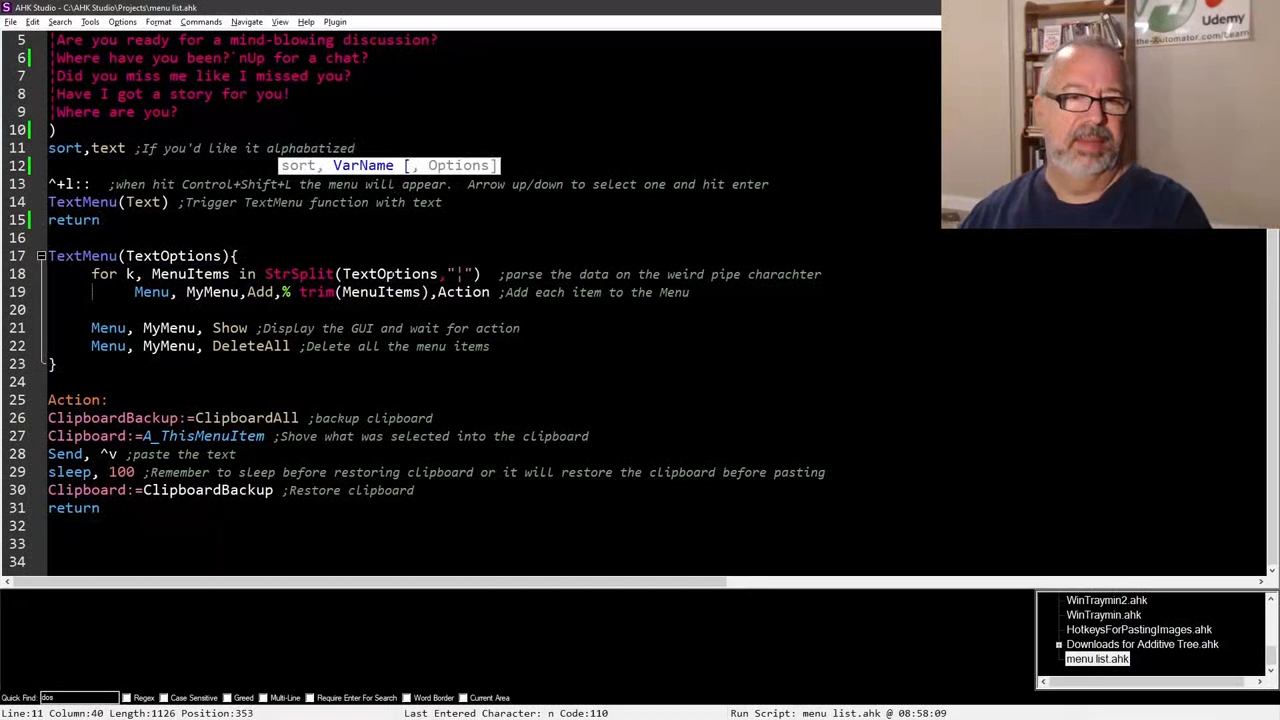 AHK Studio - C:\AHK Studio\Projects\menu list.ahk
File Edit Search Tools Options Format Commands Navigate View Help Plugin
5 ¦Are you ready for a mind-blowing discussion?
6 ¦Where have you been?`nUp for a chat?
7 ¦Did you miss me like I missed you?
8 ¦Have I got a story for you!
9 ¦Where are you?
10 )
11 sort,text ;If you'd like it alphabatized
12 sort, VarName [, Options]
13 ^+l:: ;when hit Control+Shift+L the menu will appear. Arrow up/down to select one and hit enter
14 TextMenu(Text) ;Trigger TextMenu function with text
15 return
16
17 TextMenu(TextOptions){
18 for k, MenuItems in StrSplit(TextOptions,"¦") ;parse the data on the weird pipe charachter
19 Menu, MyMenu,Add,% trim(MenuItems),Action ;Add each item to the Menu
20
21 Menu, MyMenu, Show ;Display the GUI and wait for action
22 Menu, MyMenu, DeleteAll ;Delete all the menu items
23 }
24
25 Action:
26 ClipboardBackup:=ClipboardAll ;backup clipboard
27 Clipboard:=A_ThisMenuItem ;Shove what was selected into the clipboard
28 Send, ^v ;paste the text
29 sleep, 100 ;Remember to sleep before restoring clipboard or it will restore the clipboard before pasting
30 Clipboard:=ClipboardBackup ;Restore clipboard
31 return
32
33
34
Udemy
the-Automator.com/Learn
WinTraymin2.ahk
WinTraymin.ahk
HotkeysForPastingImages.ahk
Downloads for Additive Tree.ahk
menu list.ahk
Quick Find: dos Regex Case Sensitive Greed Multi-Line Require Enter For Search Word Border Current Area
Line:11 Column:40 Length:1126 Position:353 Last Entered Character: n Code:110 Run Script: menu list.ahk @ 08:58:09